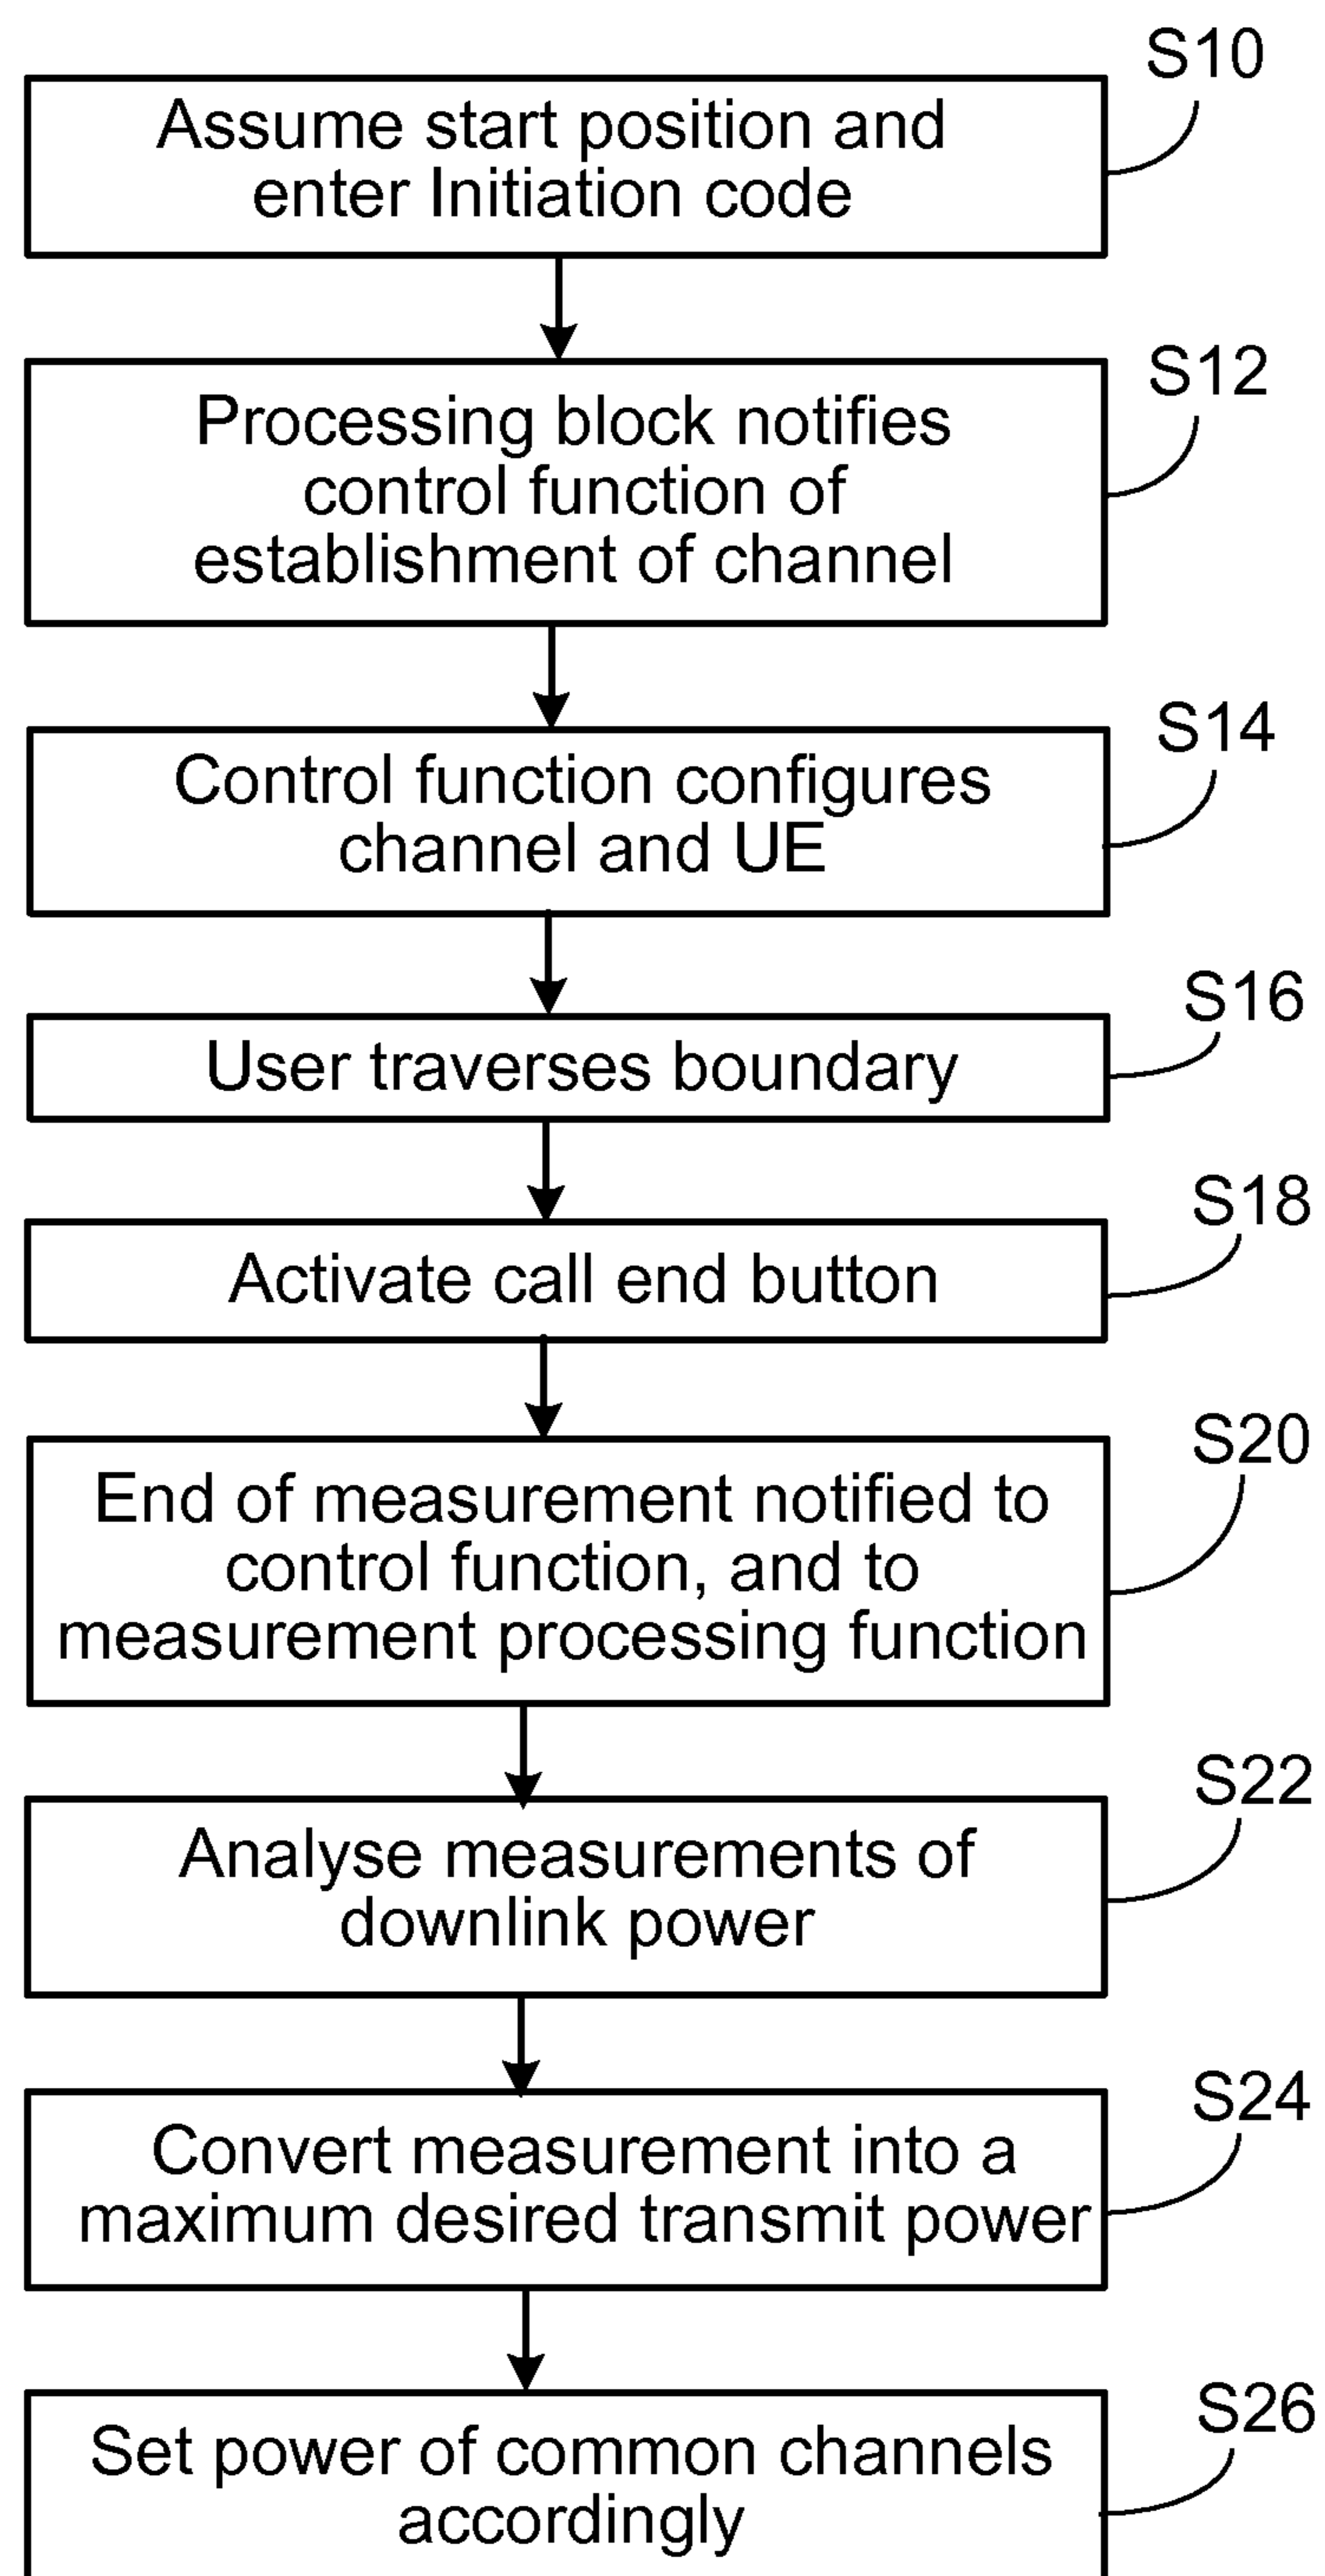 S10
Assume start position and
enter Initiation code
S12
Processing block notifies
control function of
establishment of channel
S14
Control function configures
channel and UE
S16
User traverses boundary
S18
Activate call end button
S20
End of measurement notified to
control function, and to
measurement processing function
S22
Analyse measurements of
downlink power
S24
Convert measurement into a
maximum desired transmit power
S26
Set power of common channels
accordingly